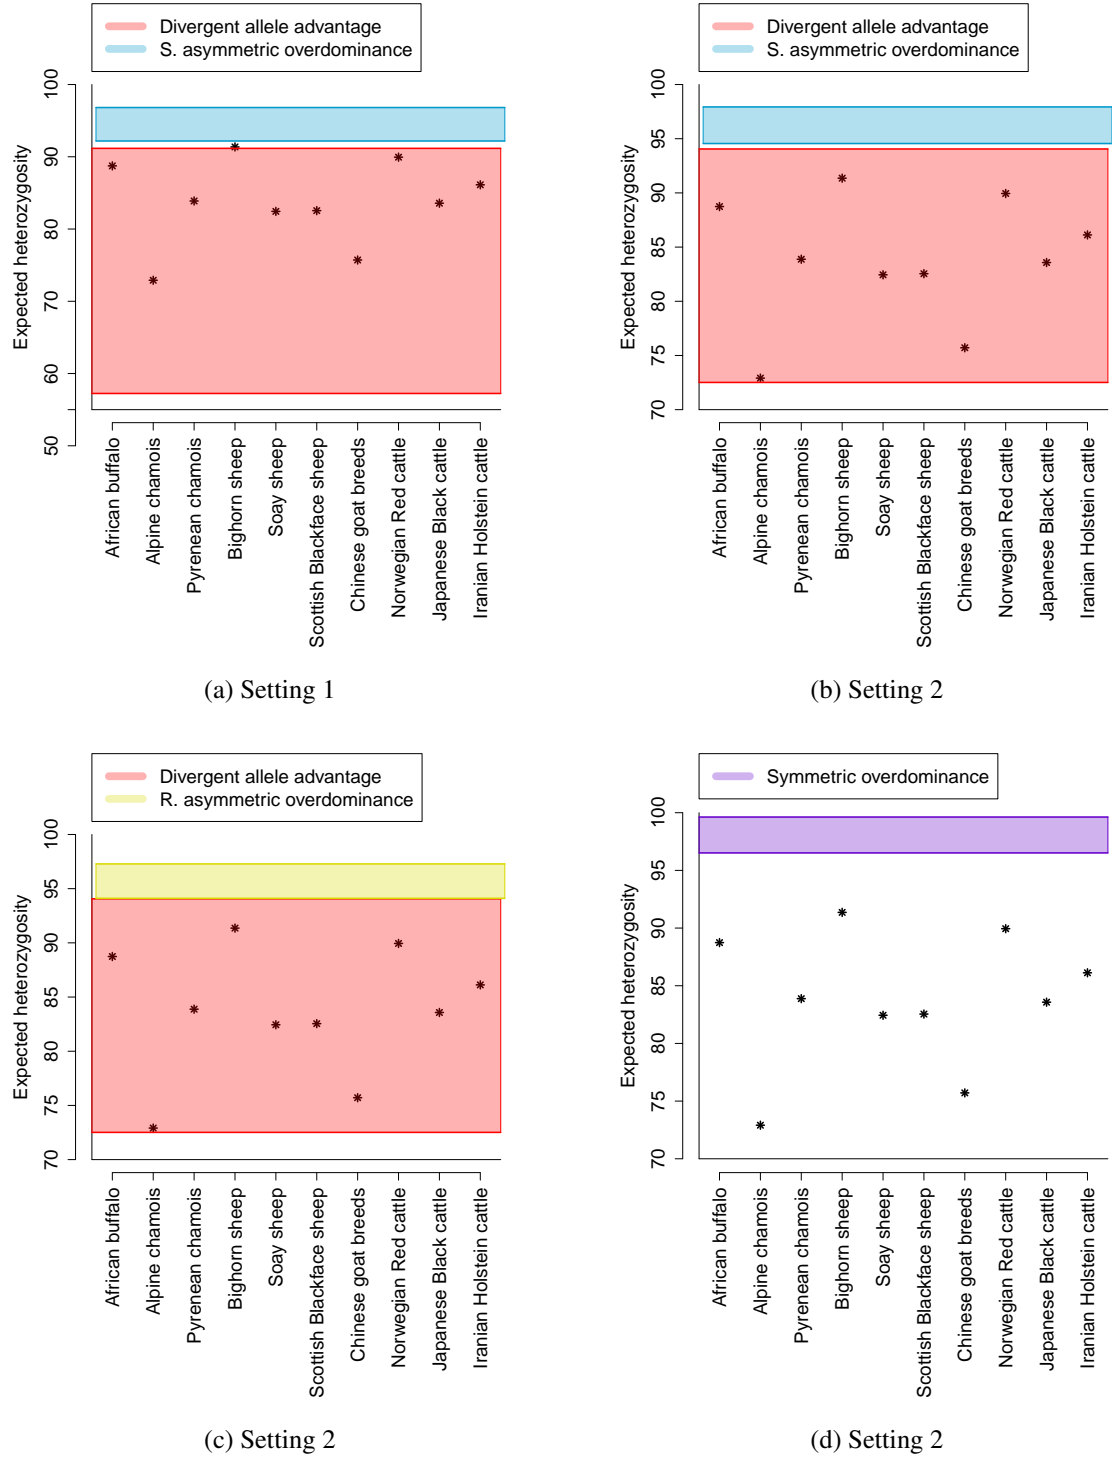 Divergent allele advantage
S. asymmetric overdominance
Expected heterozygosity
100
90
80
70
60
50
African buffalo
Alpine chamois
Pyrenean chamois
Bighorn sheep
Soay sheep
Scottish Blackface sheep
Chinese goat breeds
Norwegian Red cattle
Japanese Black cattle
Iranian Holstein cattle
(a) Setting 1
Divergent allele advantage
S. asymmetric overdominance
Expected heterozygosity
100
95
90
85
80
75
70
African buffalo
Alpine chamois
Pyrenean chamois
Bighorn sheep
Soay sheep
Scottish Blackface sheep
Chinese goat breeds
Norwegian Red cattle
Japanese Black cattle
Iranian Holstein cattle
(b) Setting 2
Divergent allele advantage
R. asymmetric overdominance
Expected heterozygosity
100
95
90
85
80
75
70
African buffalo
Alpine chamois
Pyrenean chamois
Bighorn sheep
Soay sheep
Scottish Blackface sheep
Chinese goat breeds
Norwegian Red cattle
Japanese Black cattle
Iranian Holstein cattle
(c) Setting 2
Symmetric overdominance
Expected heterozygosity
100
95
90
85
80
75
70
African buffalo
Alpine chamois
Pyrenean chamois
Bighorn sheep
Soay sheep
Scottish Blackface sheep
Chinese goat breeds
Norwegian Red cattle
Japanese Black cattle
Iranian Holstein cattle
(d) Setting 2